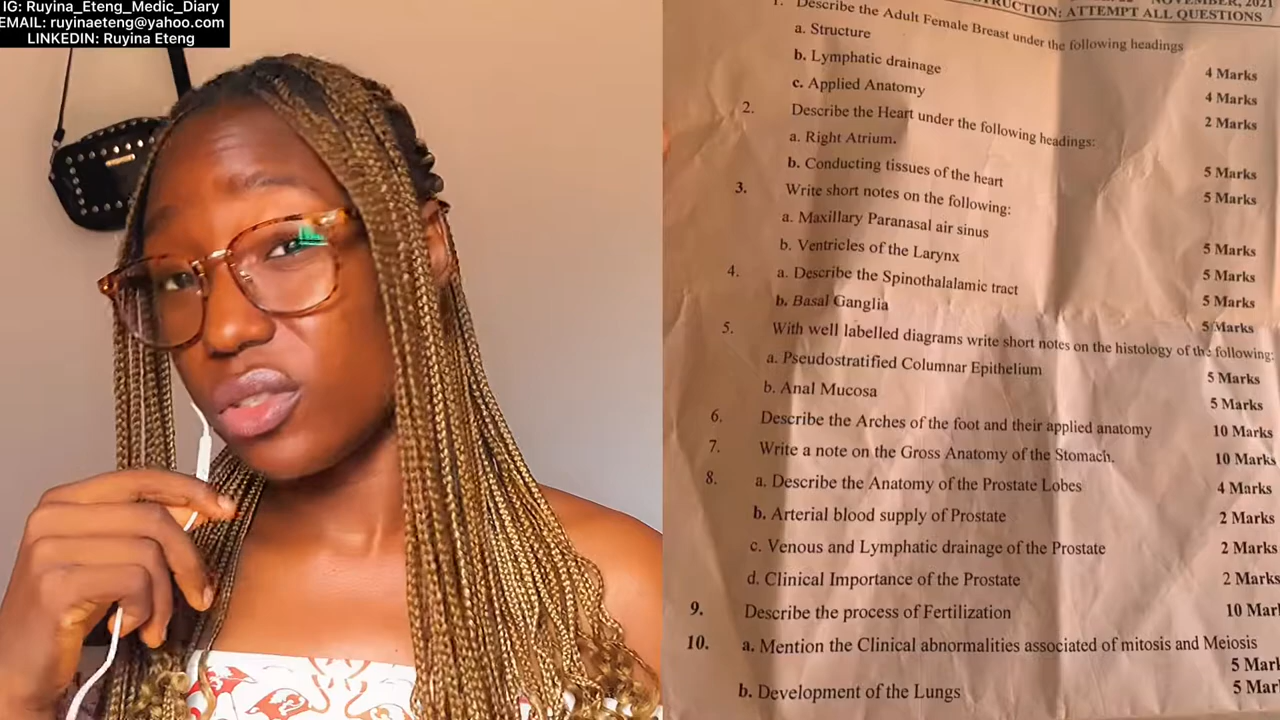 IG: Ruyina_Eteng_Medic_Diary
EMAIL: ruyinaeteng@yahoo.com
LINKEDIN: Ruyina Eteng
NOVEMBER, 2021
INSTRUCTION: ATTEMPT ALL QUESTIONS
1. Describe the Adult Female Breast under the following headings
a. Structure 4 Marks
b. Lymphatic drainage 4 Marks
c. Applied Anatomy 2 Marks
2. Describe the Heart under the following headings:
a. Right Atrium. 5 Marks
b. Conducting tissues of the heart 5 Marks
3. Write short notes on the following:
a. Maxillary Paranasal air sinus 5 Marks
b. Ventricles of the Larynx 5 Marks
4. a. Describe the Spinothalalamic tract 5 Marks
b. Basal Ganglia 5 Marks
5. With well labelled diagrams write short notes on the histology of the following:
a. Pseudostratified Columnar Epithelium 5 Marks
b. Anal Mucosa 5 Marks
6. Describe the Arches of the foot and their applied anatomy 10 Marks
7. Write a note on the Gross Anatomy of the Stomach. 10 Marks
8. a. Describe the Anatomy of the Prostate Lobes 4 Marks
b. Arterial blood supply of Prostate 2 Marks
c. Venous and Lymphatic drainage of the Prostate 2 Marks
d. Clinical Importance of the Prostate 2 Marks
9. Describe the process of Fertilization 10 Mar
10. a. Mention the Clinical abnormalities associated of mitosis and Meiosis
5 Mar
b. Development of the Lungs 5 Mar